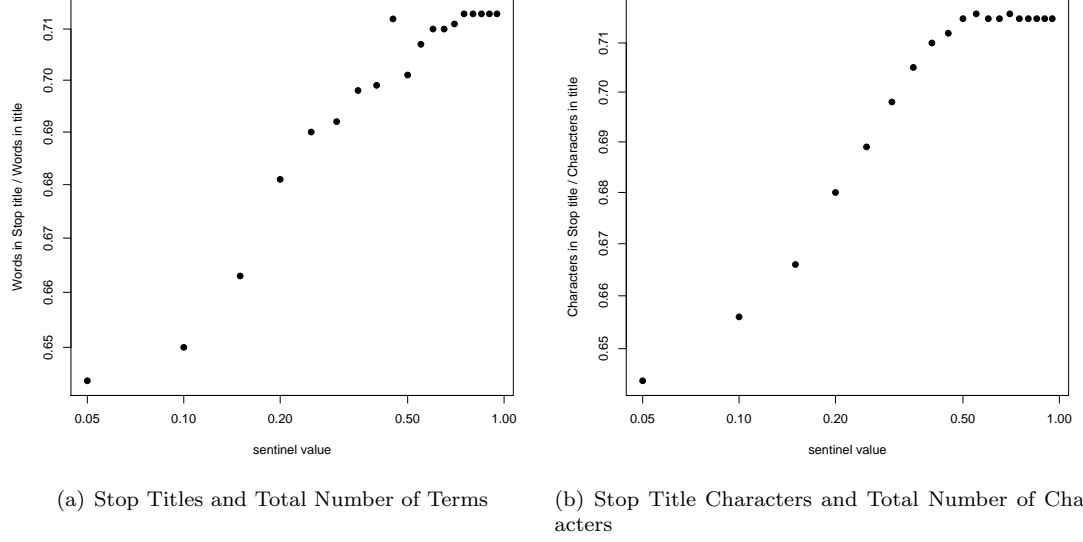 Words in Stop title / Words in title
0.71
0.70
0.69
0.68
0.67
0.66
0.65
0.05 0.10 0.20 0.50 1.00
sentinel value
(a) Stop Titles and Total Number of Terms
Characters in Stop title / Characters in title
0.71
0.70
0.69
0.68
0.67
0.66
0.65
0.05 0.10 0.20 0.50 1.00
sentinel value
(b) Stop Title Characters and Total Number of Cha
acters